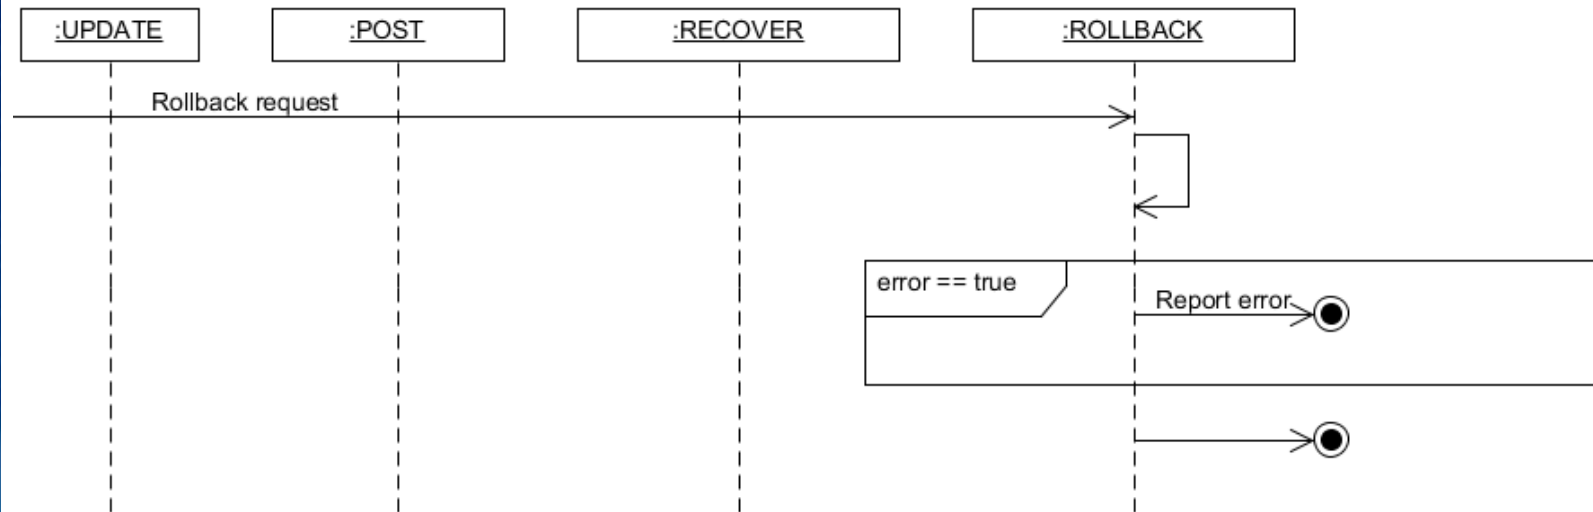 :UPDATE
:POST
:RECOVER
:ROLLBACK
Rollback request
error == true
Report error